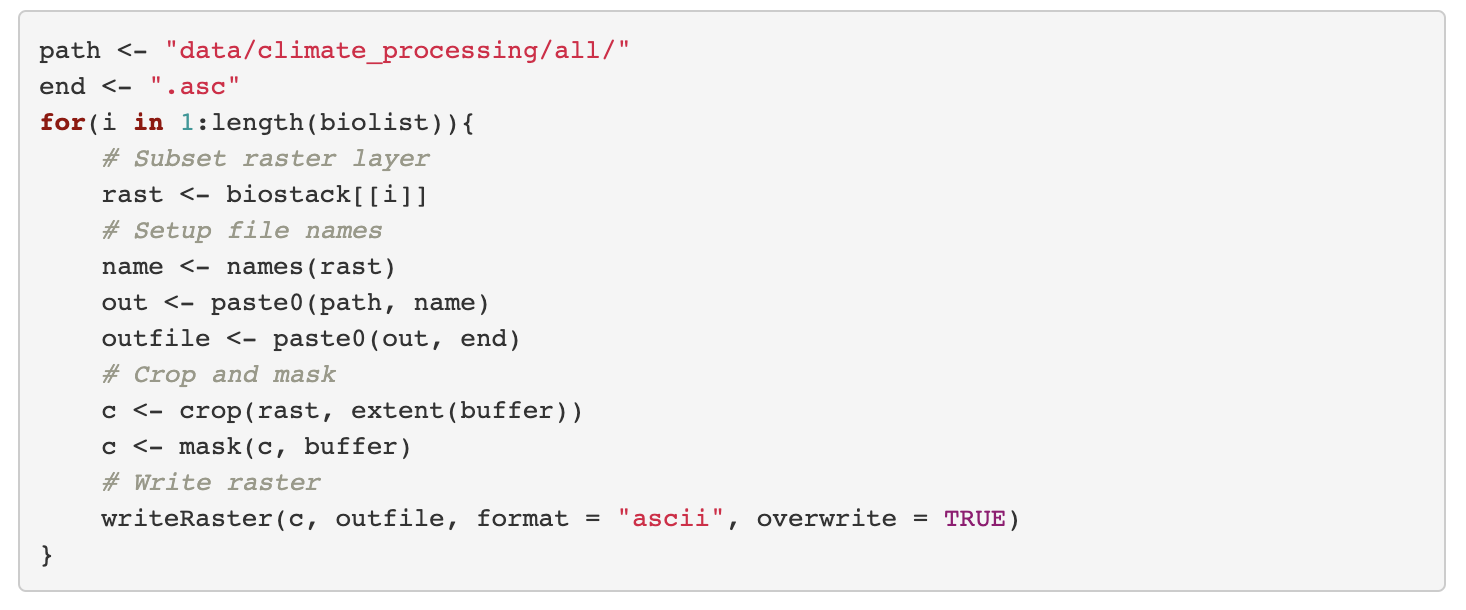 path <- "data/climate_processing/all/"
end <- ".asc"
for(i in 1:length(biolist)){
    # Subset raster layer
    rast <- biostack[[i]]
    # Setup file names
    name <- names(rast)
    out <- paste0(path, name)
    outfile <- paste0(out, end)
    # Crop and mask
    c <- crop(rast, extent(buffer))
    c <- mask(c, buffer)
    # Write raster
    writeRaster(c, outfile, format = "ascii", overwrite = TRUE)
}